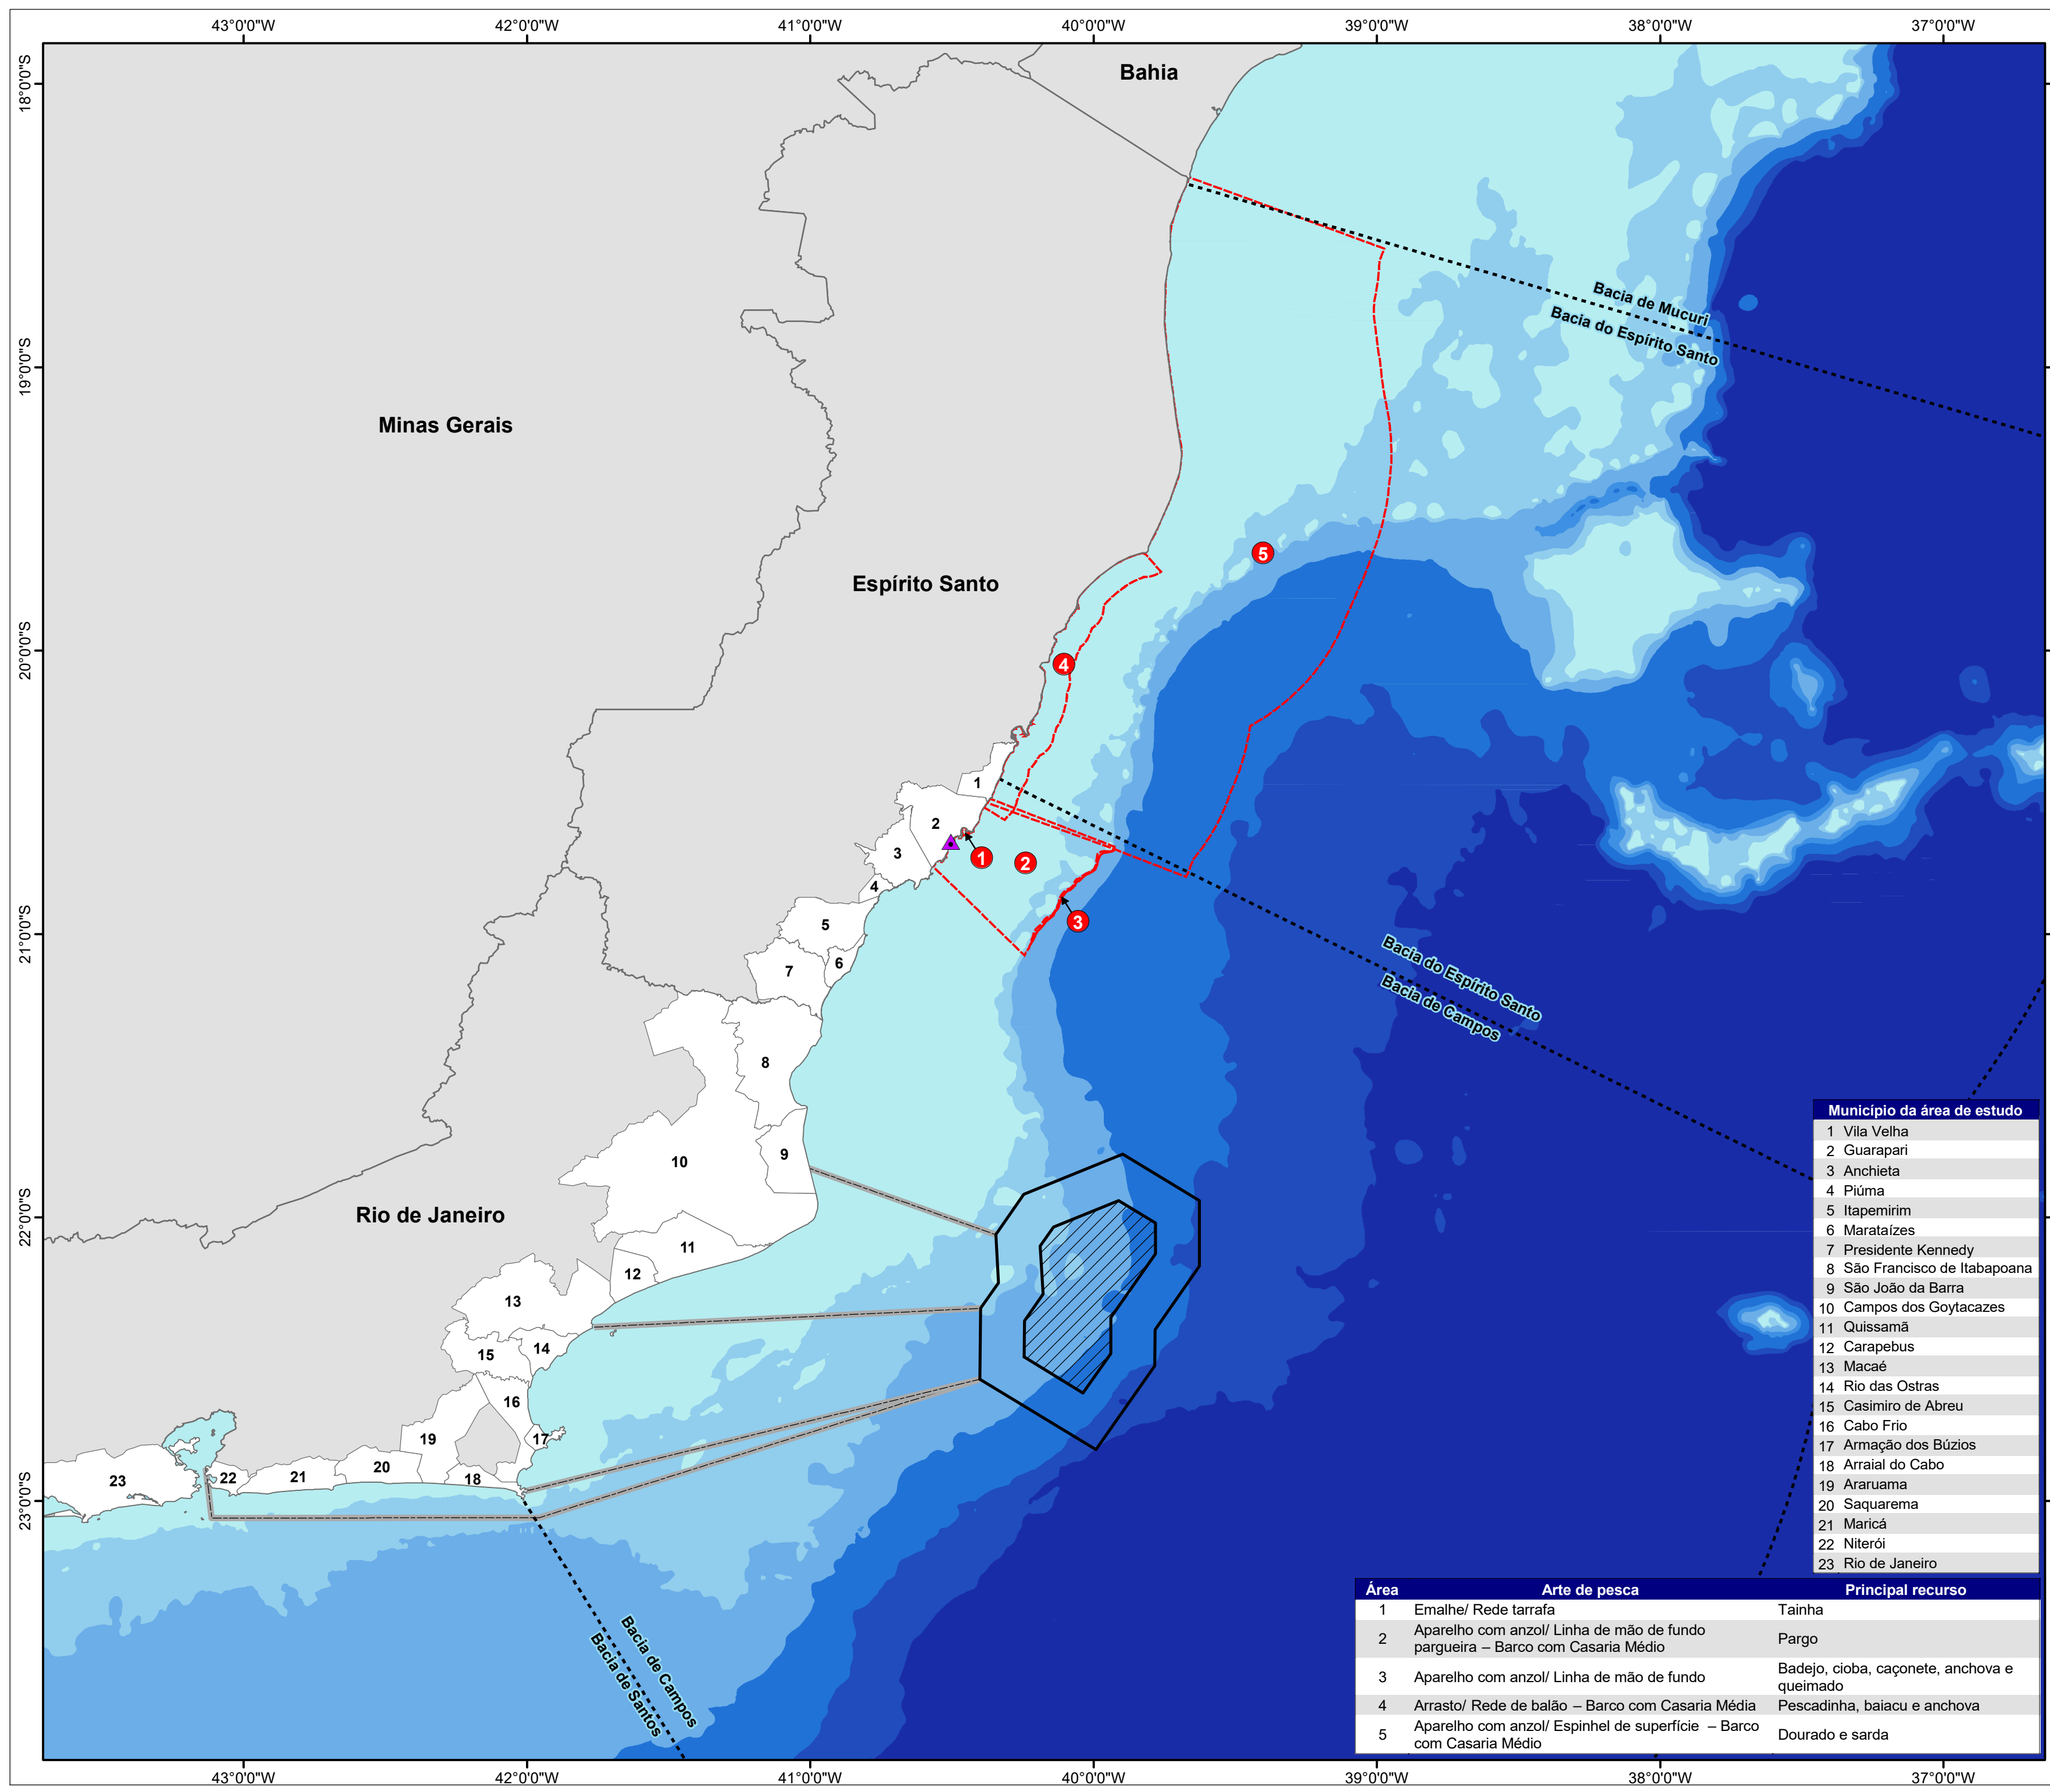 43°0'0"W 42°0'0"W 41°0'0"W 40°0'0"W 39°0'0"W 38°0'0"W 37°0'0"W
18°0'0"S
19°0'0"S
20°0'0"S
21°0'0"S
22°0'0"S
23°0'0"S
Bahia
Minas Gerais
Espírito Santo
Rio de Janeiro
Bacia de Mucuri
Bacia do Espírito Santo
5
4
1
2
3
1
2
3
4
5
6
7
8
9
10
11
12
13
14
15
16
17
18
19
20
21
22
23
Bacia do Espírito Santo
Bacia de Campos
Bacia de Campos
Bacia de Santos
Município da área de estudo
1 Vila Velha
2 Guarapari
3 Anchieta
4 Piúma
5 Itapemirim
6 Marataízes
7 Presidente Kennedy
8 São Francisco de Itabapoana
9 São João da Barra
10 Campos dos Goytacazes
11 Quissamã
12 Carapebus
13 Macaé
14 Rio das Ostras
15 Casimiro de Abreu
16 Cabo Frio
17 Armação dos Búzios
18 Arraial do Cabo
19 Araruama
20 Saquarema
21 Maricá
22 Niterói
23 Rio de Janeiro
Área Arte de pesca Principal recurso
1 Emalhe/ Rede tarrafa Tainha
2 Aparelho com anzol/ Linha de mão de fundo
pargueira – Barco com Casaria Médio Pargo
3 Aparelho com anzol/ Linha de mão de fundo Badejo, cioba, caçonete, anchova e
queimado
4 Arrasto/ Rede de balão – Barco com Casaria Média Pescadinha, baiacu e anchova
5 Aparelho com anzol/ Espinhel de superfície – Barco
com Casaria Médio Dourado e sarda
43°0'0"W 42°0'0"W 41°0'0"W 40°0'0"W 39°0'0"W 38°0'0"W 37°0'0"W